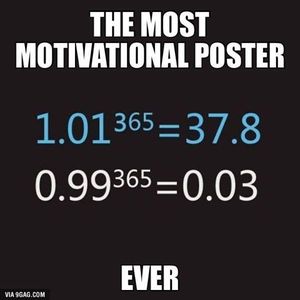 THE MOST
MOTIVATIONAL POSTER
1.01³⁶⁵=37.8
0.99³⁶⁵=0.03
EVER
VIA 9GAG.COM